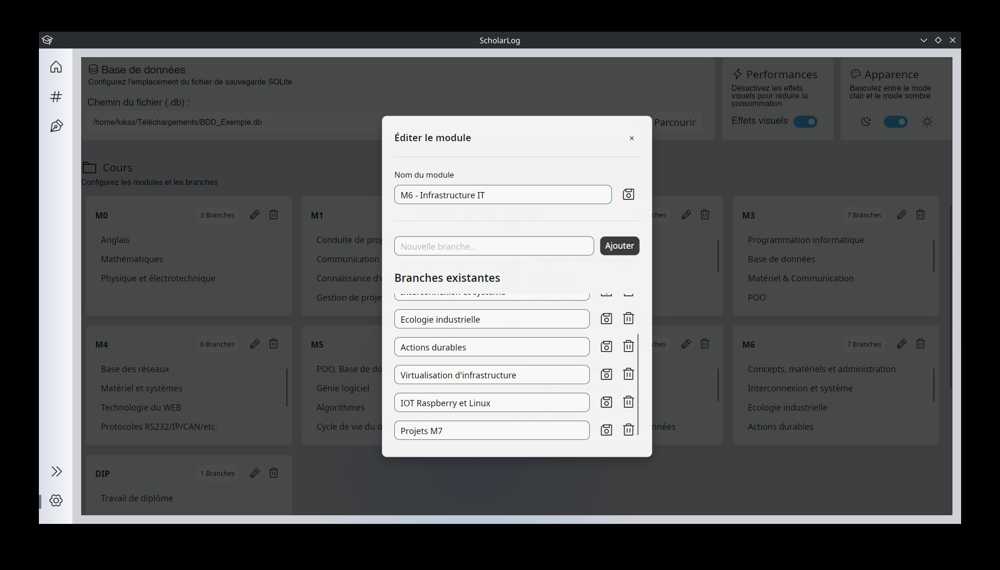 ScholarLog
Base de données
Configurez l'emplacement du fichier de sauvegarde SQLite
Chemin du fichier (.db) :
/home/lukas/Téléchargements/BDD_Exemple.db
Parcourir
Performances
Désactivez les effets
visuels pour réduire la
consommation
Effets visuels
Apparence
Basculez entre le mode
clair et le mode sombre
Cours
Configurez les modules et les branches
M0
3 Branches
Anglais
Mathématiques
Physique et électrotechnique
M1
Conduite de proj
Communication
Connaissance d'e
Gestion de proje
M3
7 Branches
Programmation informatique
Base de données
Matériel & Communication
POO
M4
6 Branches
Base des réseaux
Matériel et systèmes
Technologie du WEB
Protocoles RS232/IP/CAN/etc.
M5
POO, Base de do
Génie logiciel
Algorithmes
Cycle de vie du d
données
M6
7 Branches
Concepts, matériels et administration
Interconnexion et système
Ecologie industrielle
Actions durables
DIP
1 Branches
Travail de diplôme
Éditer le module
×
Nom du module
M6 - Infrastructure IT
Nouvelle branche...
Ajouter
Branches existantes
Interconnexion et système
Ecologie industrielle
Actions durables
Virtualisation d'infrastructure
IOT Raspberry et Linux
Projets M7